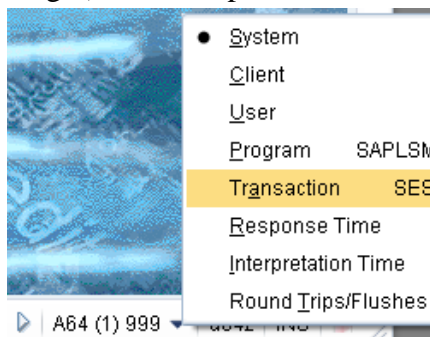 System
Client
User
Program SAPLSM
Transaction SES
Response Time
Interpretation Time
Round Trips/Flushes
A64 (1) 999